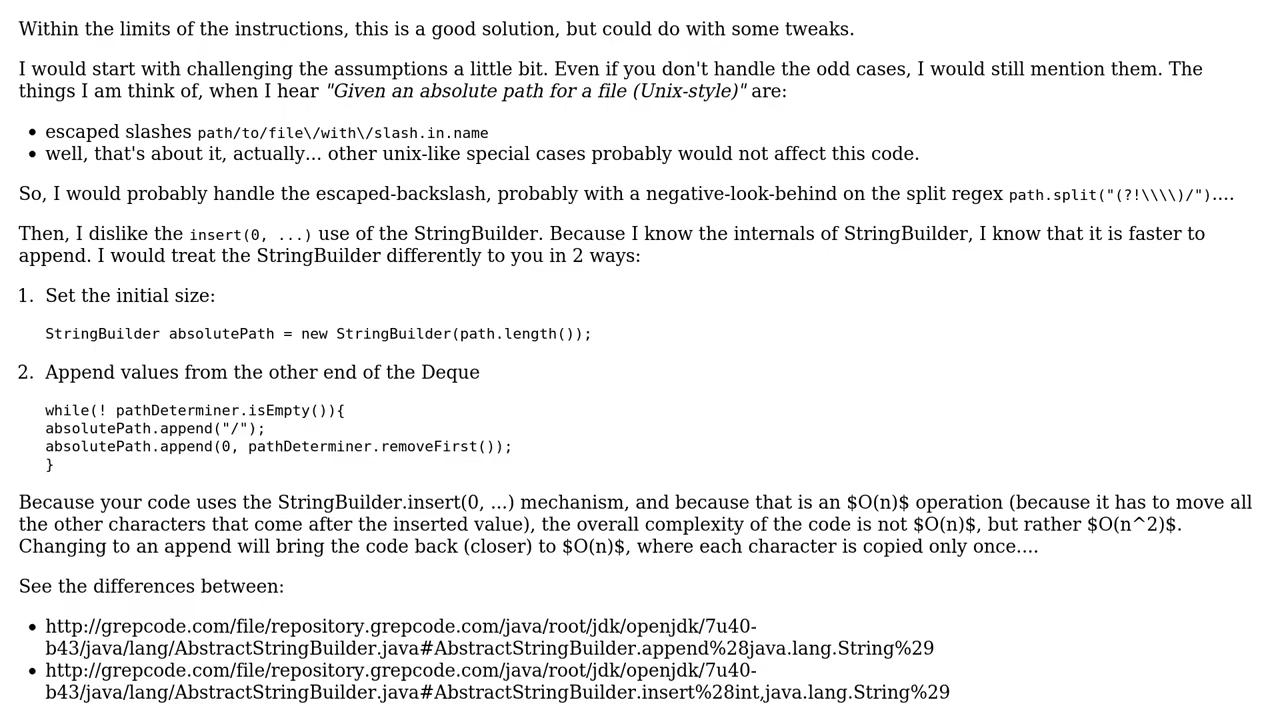 Within the limits of the instructions, this is a good solution, but could do with some tweaks.
I would start with challenging the assumptions a little bit. Even if you don't handle the odd cases, I would still mention them. The
things I am think of, when I hear "Given an absolute path for a file (Unix-style)" are:
• escaped slashes path/to/file\/with\/slash.in.name
• well, that's about it, actually... other unix-like special cases probably would not affect this code.
So, I would probably handle the escaped-backslash, probably with a negative-look-behind on the split regex path.split("(?!\\\\)/")....
Then, I dislike the insert(0, ...) use of the StringBuilder. Because I know the internals of StringBuilder, I know that it is faster to
append. I would treat the StringBuilder differently to you in 2 ways:
1. Set the initial size:
StringBuilder absolutePath = new StringBuilder(path.length());
2. Append values from the other end of the Deque
while(! pathDeterminer.isEmpty()){
absolutePath.append("/");
absolutePath.append(0, pathDeterminer.removeFirst());
}
Because your code uses the StringBuilder.insert(0, ...) mechanism, and because that is an $O(n)$ operation (because it has to move all
the other characters that come after the inserted value), the overall complexity of the code is not $O(n)$, but rather $O(n^2)$.
Changing to an append will bring the code back (closer) to $O(n)$, where each character is copied only once....
See the differences between:
• http://grepcode.com/file/repository.grepcode.com/java/root/jdk/openjdk/7u40-
b43/java/lang/AbstractStringBuilder.java#AbstractStringBuilder.append%28java.lang.String%29
• http://grepcode.com/file/repository.grepcode.com/java/root/jdk/openjdk/7u40-
b43/java/lang/AbstractStringBuilder.java#AbstractStringBuilder.insert%28int,java.lang.String%29